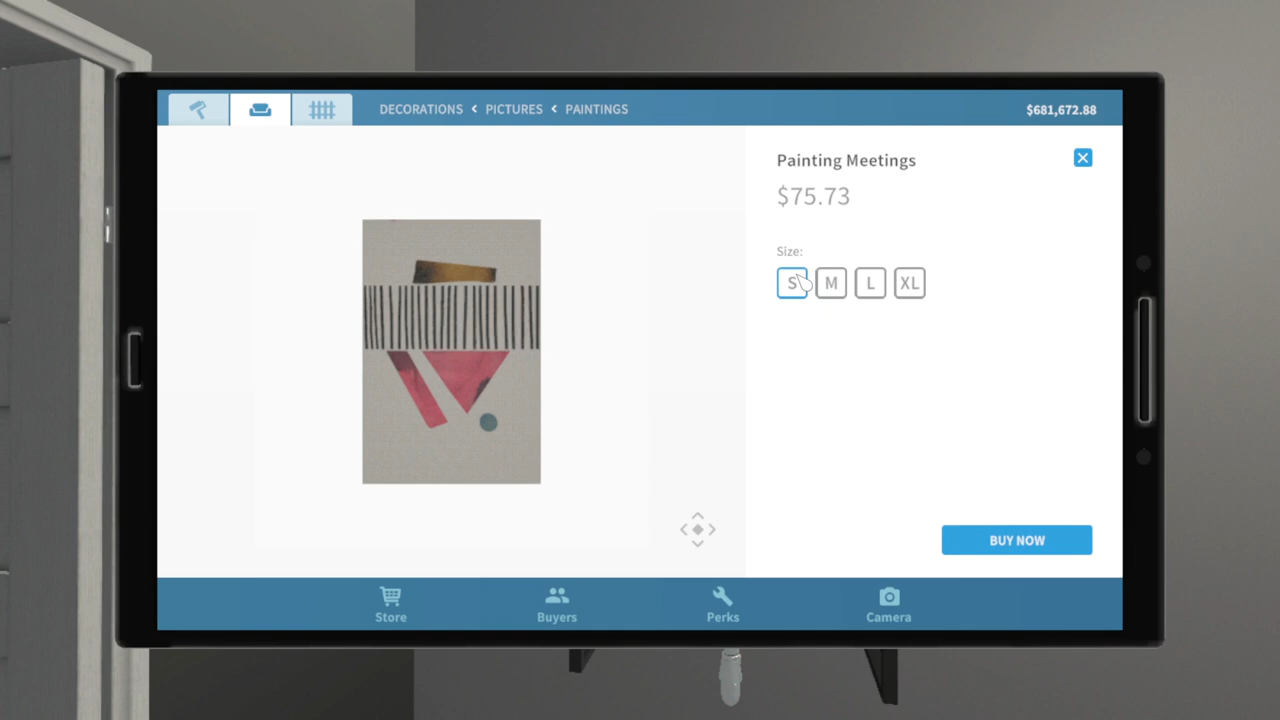 DECORATIONS < PICTURES < PAINTINGS
$681,672.88
Painting Meetings
$75.73
Size:
S M L XL
BUY NOW
Store Buyers Perks Camera